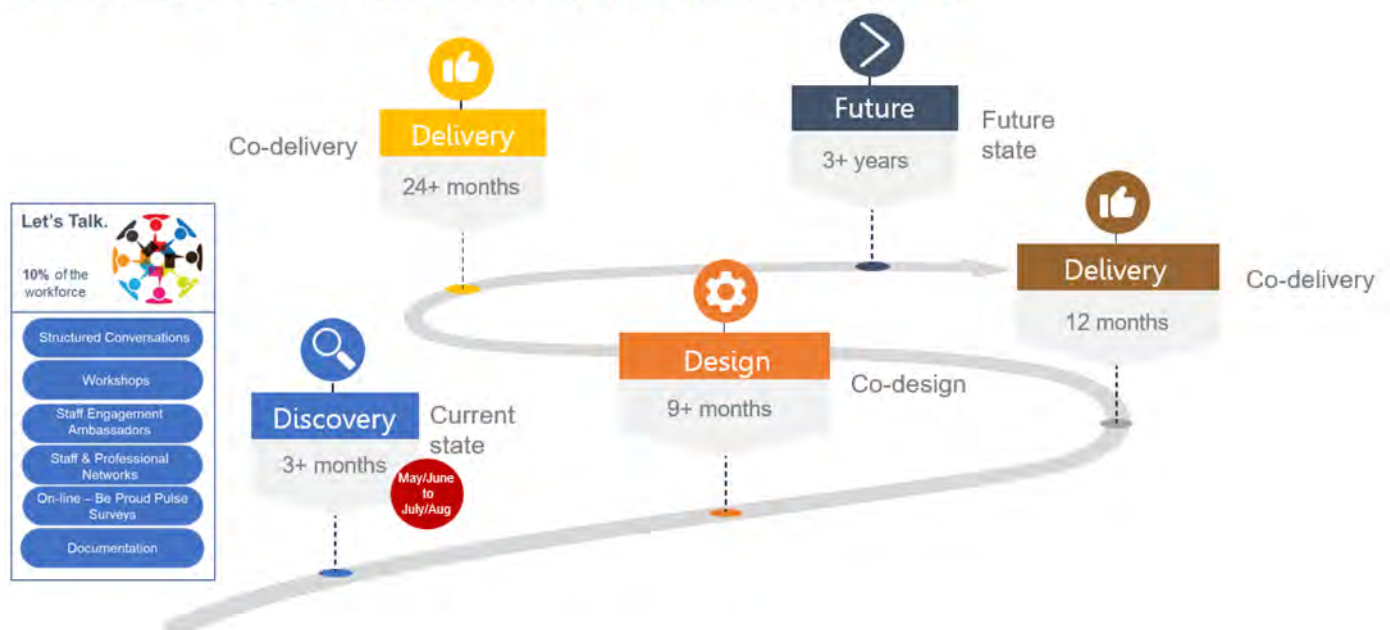 Delivery
Co-delivery
24+ months
Future
Future
state
3+ years
Delivery
Co-delivery
12 months
Let's Talk.
10% of the
workforce
Structured Conversations
Workshops
Staff Engagement
Ambassadors
Staff & Professional
Networks
On-line – Be Proud Pulse
Surveys
Documentation
Discovery
Current
state
3+ months
May/June
to
July/Aug
Design
Co-design
9+ months